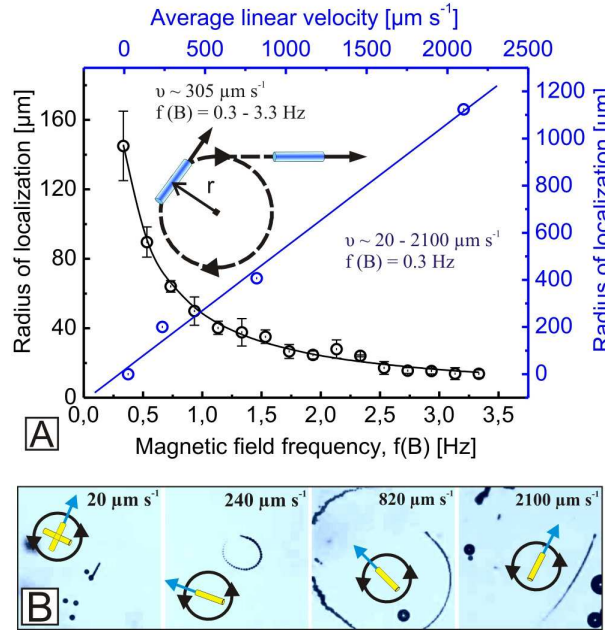 Average linear velocity [µm s⁻¹]
0 500 1000 1500 2000 2500
Radius of localization [µm]
160
120
80
40
0
υ ~ 305 µm s⁻¹
f (B) = 0.3 - 3.3 Hz
r
υ ~ 20 - 2100 µm s⁻¹
f (B) = 0.3 Hz
1200
1000
800
600
400
200
0
Radius of localization [µm]
0,0 0,5 1,0 1,5 2,0 2,5 3,0 3,5
A
Magnetic field frequency, f(B) [Hz]
20 µm s⁻¹ 240 µm s⁻¹ 820 µm s⁻¹ 2100 µm s⁻¹
B